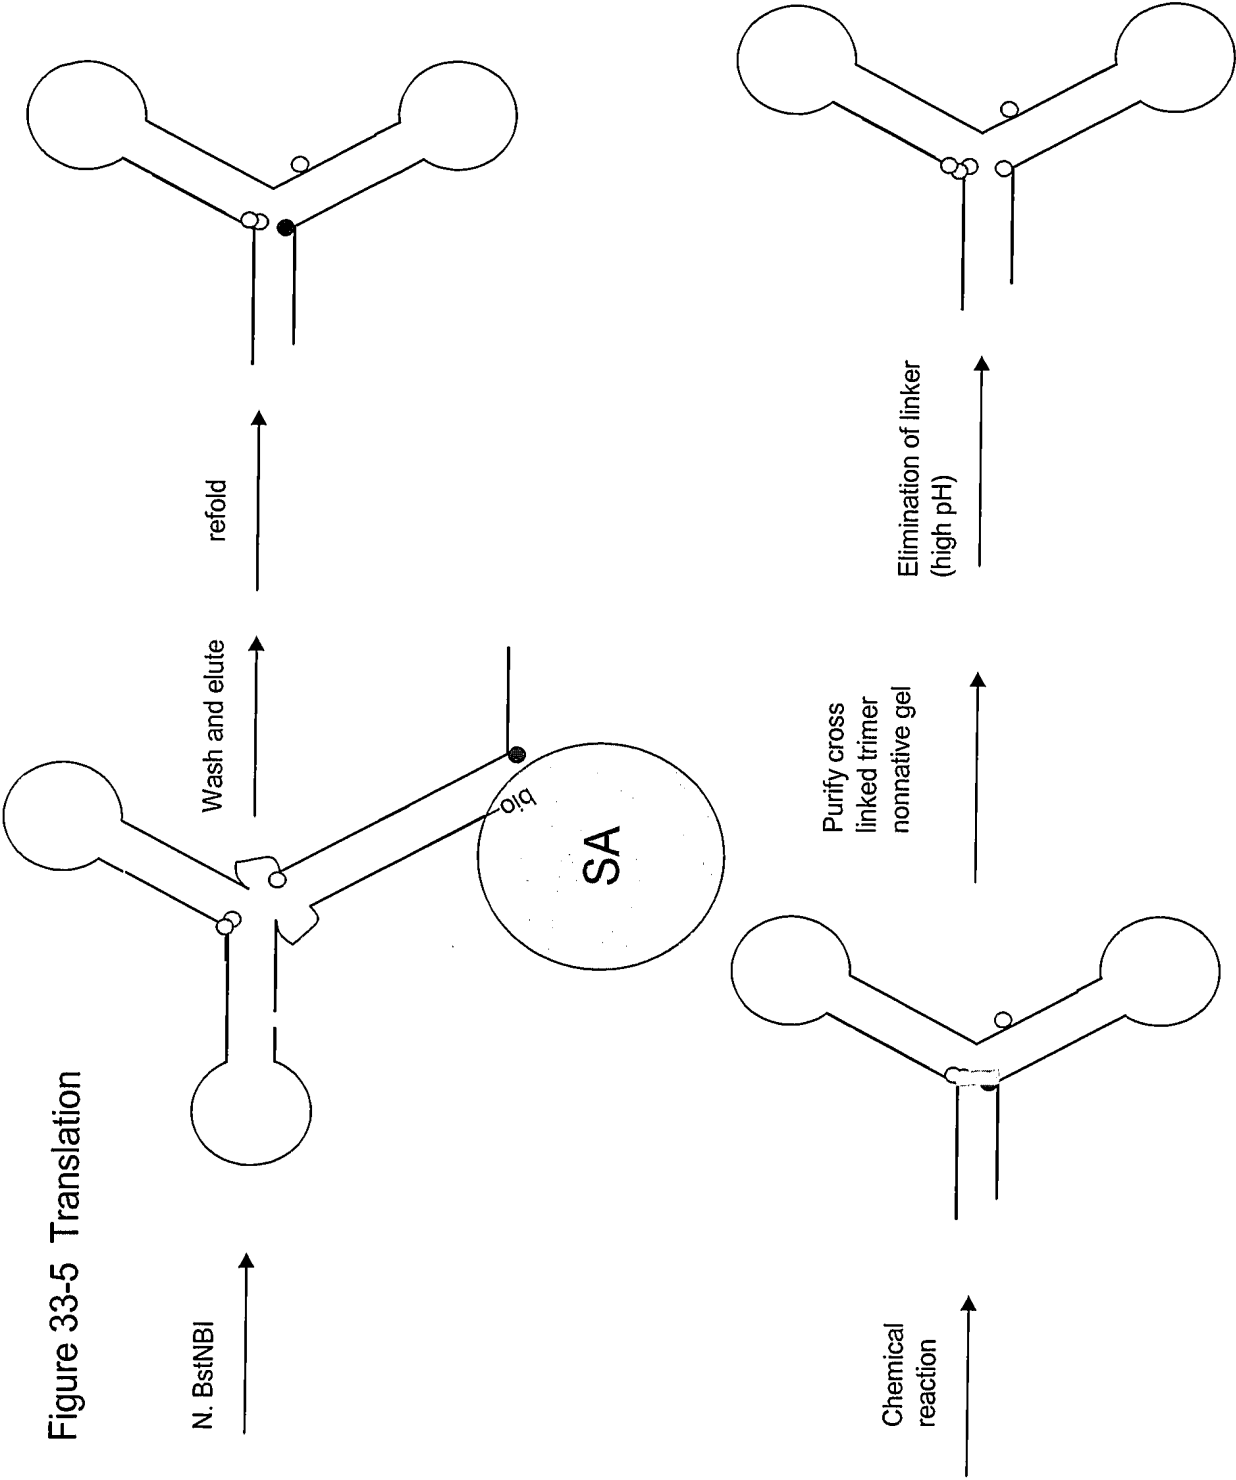 Figure 33-5 Translation
N. BstNBI
Wash and elute
refold
bio
SA
Chemical
reaction
Purify cross
linked trimer
nonnative gel
Elimination of linker
(high pH)